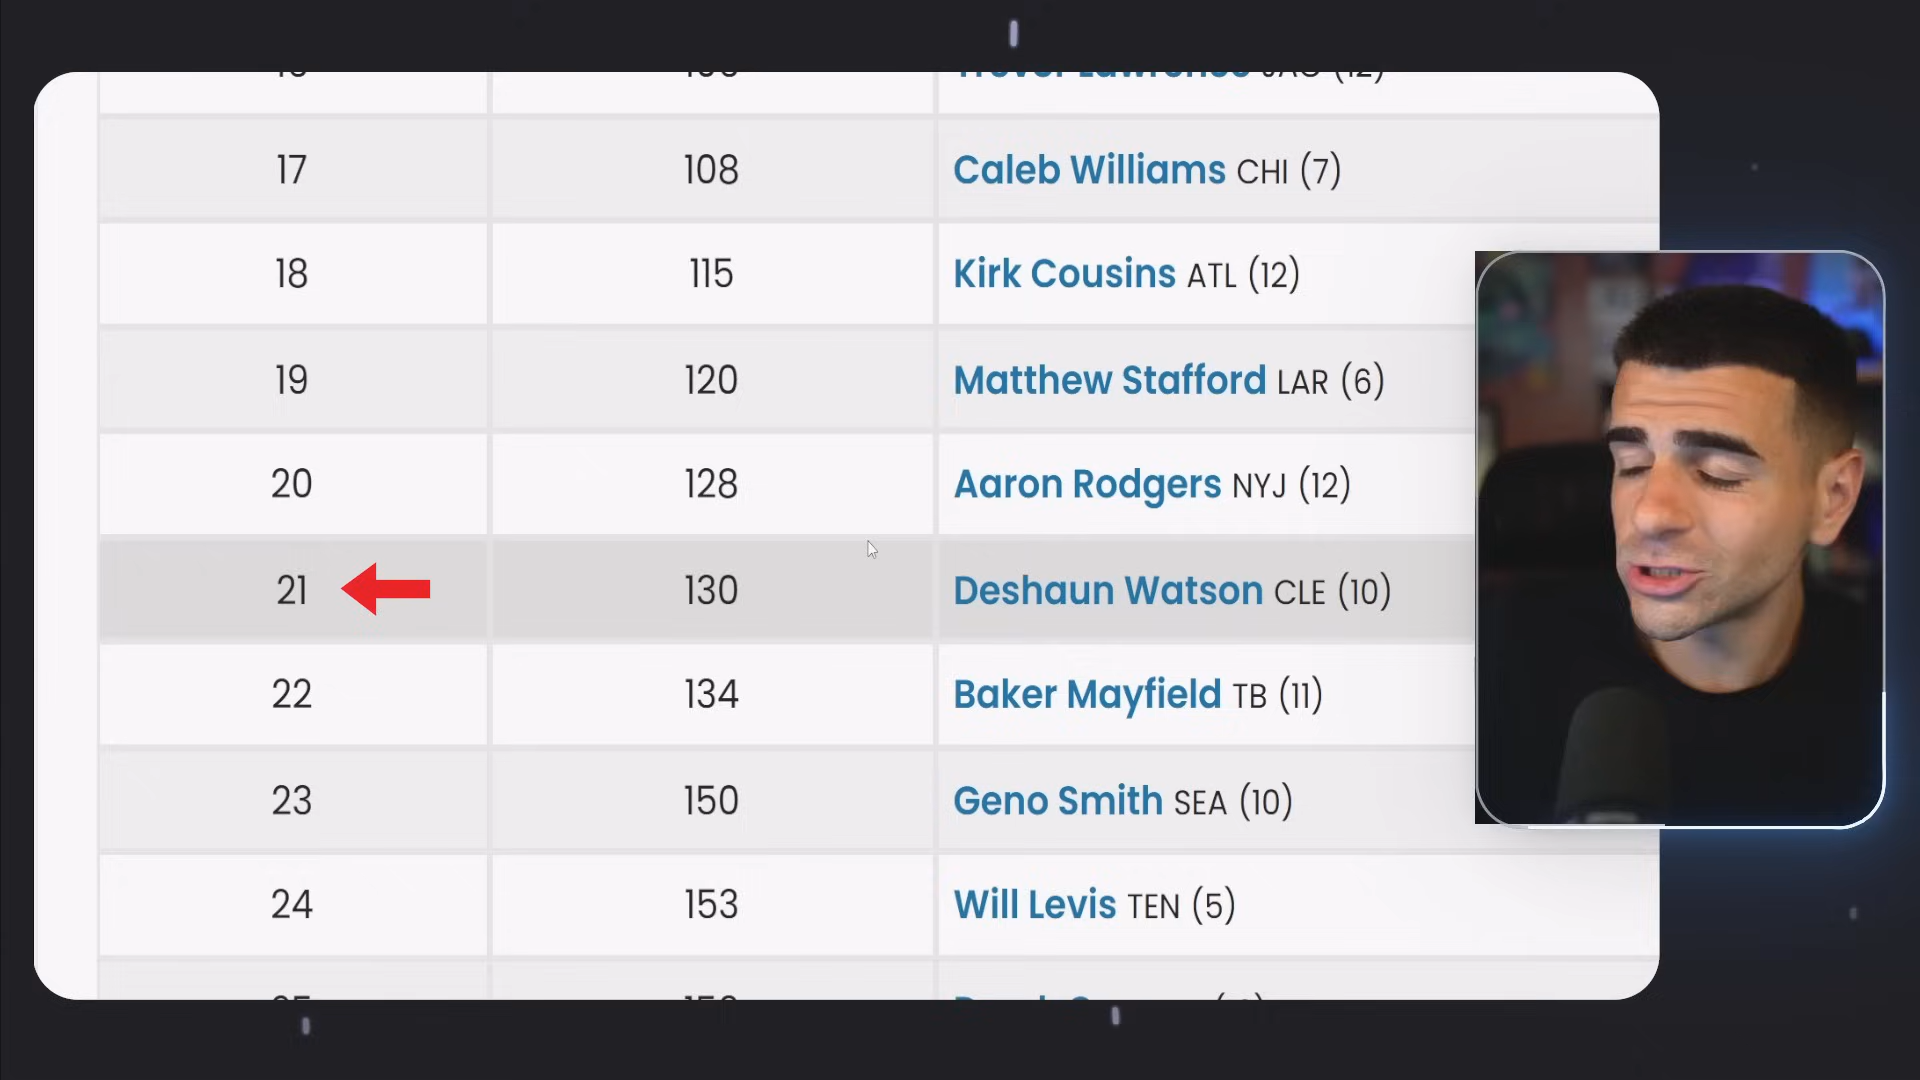 17 108 Caleb Williams CHI (7)
18 115 Kirk Cousins ATL (12)
19 120 Matthew Stafford LAR (6)
20 128 Aaron Rodgers NYJ (12)
21 130 Deshaun Watson CLE (10)
22 134 Baker Mayfield TB (11)
23 150 Geno Smith SEA (10)
24 153 Will Levis TEN (5)